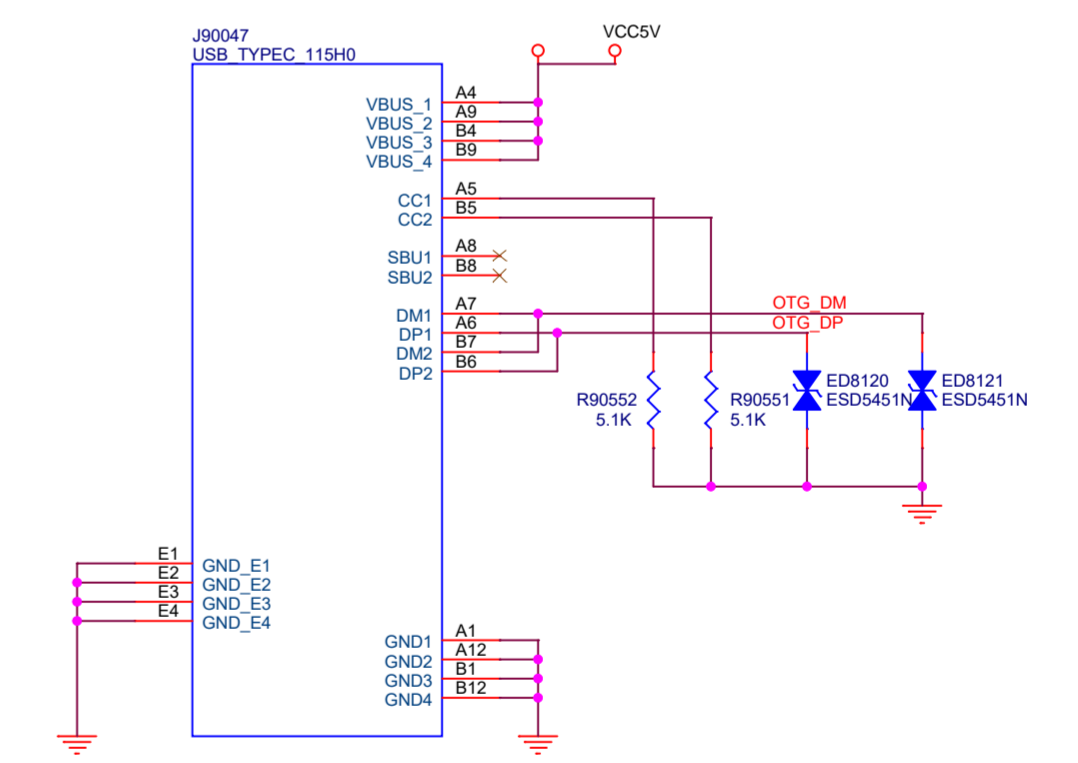 VCC5V
J90047
USB_TYPEC_115H0
VBUS_1 A4
VBUS_2 A9
VBUS_3 B4
VBUS_4 B9
CC1 A5
CC2 B5
SBU1 A8
SBU2 B8
DM1 A7
DP1 A6
DM2 B7
DP2 B6
OTG_DM
OTG_DP
R90552
5.1K
R90551
5.1K
ED8120
ESD5451N
ED8121
ESD5451N
E1 GND_E1
E2 GND_E2
E3 GND_E3
E4 GND_E4
GND1 A1
GND2 A12
GND3 B1
GND4 B12